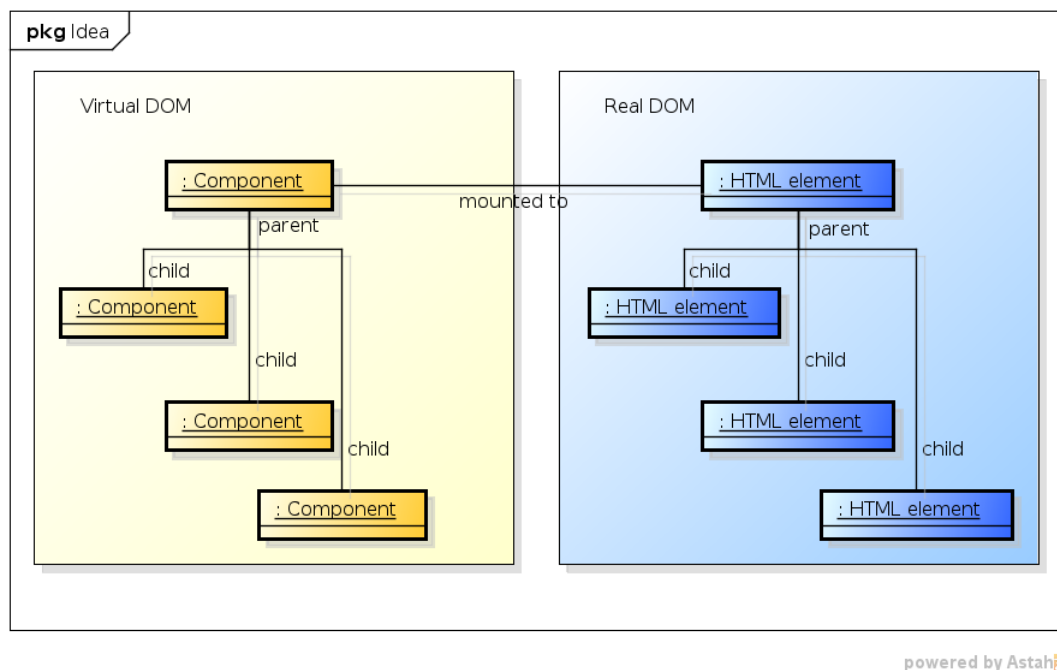 pkg Idea
Virtual DOM
Real DOM
: Component
: HTML element
mounted to
parent
parent
child
child
: Component
: HTML element
child
child
: Component
: HTML element
child
child
: Component
: HTML element
powered by Astah